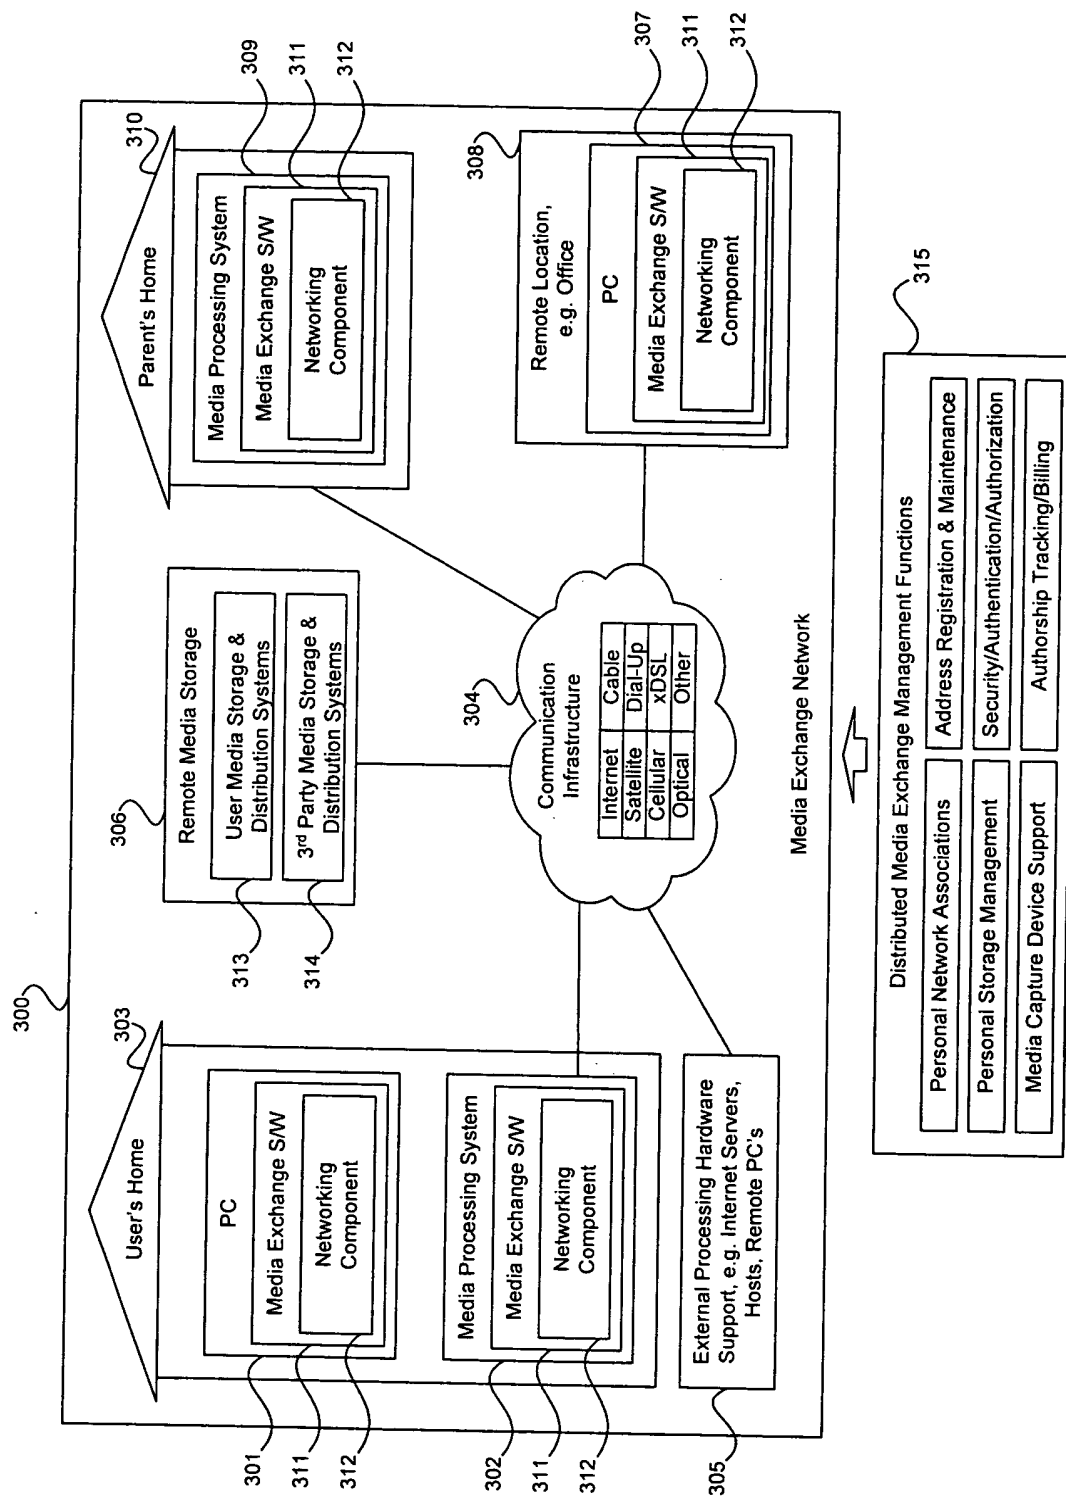 300
303
User's Home
PC
Media Exchange S/W
Networking
Component
301
311
312
Media Processing System
Media Exchange S/W
Networking
Component
302
311
312
External Processing Hardware
Support, e.g. Internet Servers,
Hosts, Remote PC's
305
306
Remote Media Storage
User Media Storage &
Distribution Systems
3rd Party Media Storage &
Distribution Systems
313
314
304
Communication
Infrastructure
Internet Cable
Satellite Dial-Up
Cellular xDSL
Optical Other
310
Parent's Home
309
311
312
Media Processing System
Media Exchange S/W
Networking
Component
308
307
311
312
Remote Location,
e.g. Office
PC
Media Exchange S/W
Networking
Component
Media Exchange Network
315
Distributed Media Exchange Management Functions
Personal Network Associations
Address Registration & Maintenance
Personal Storage Management
Security/Authentication/Authorization
Media Capture Device Support
Authorship Tracking/Billing